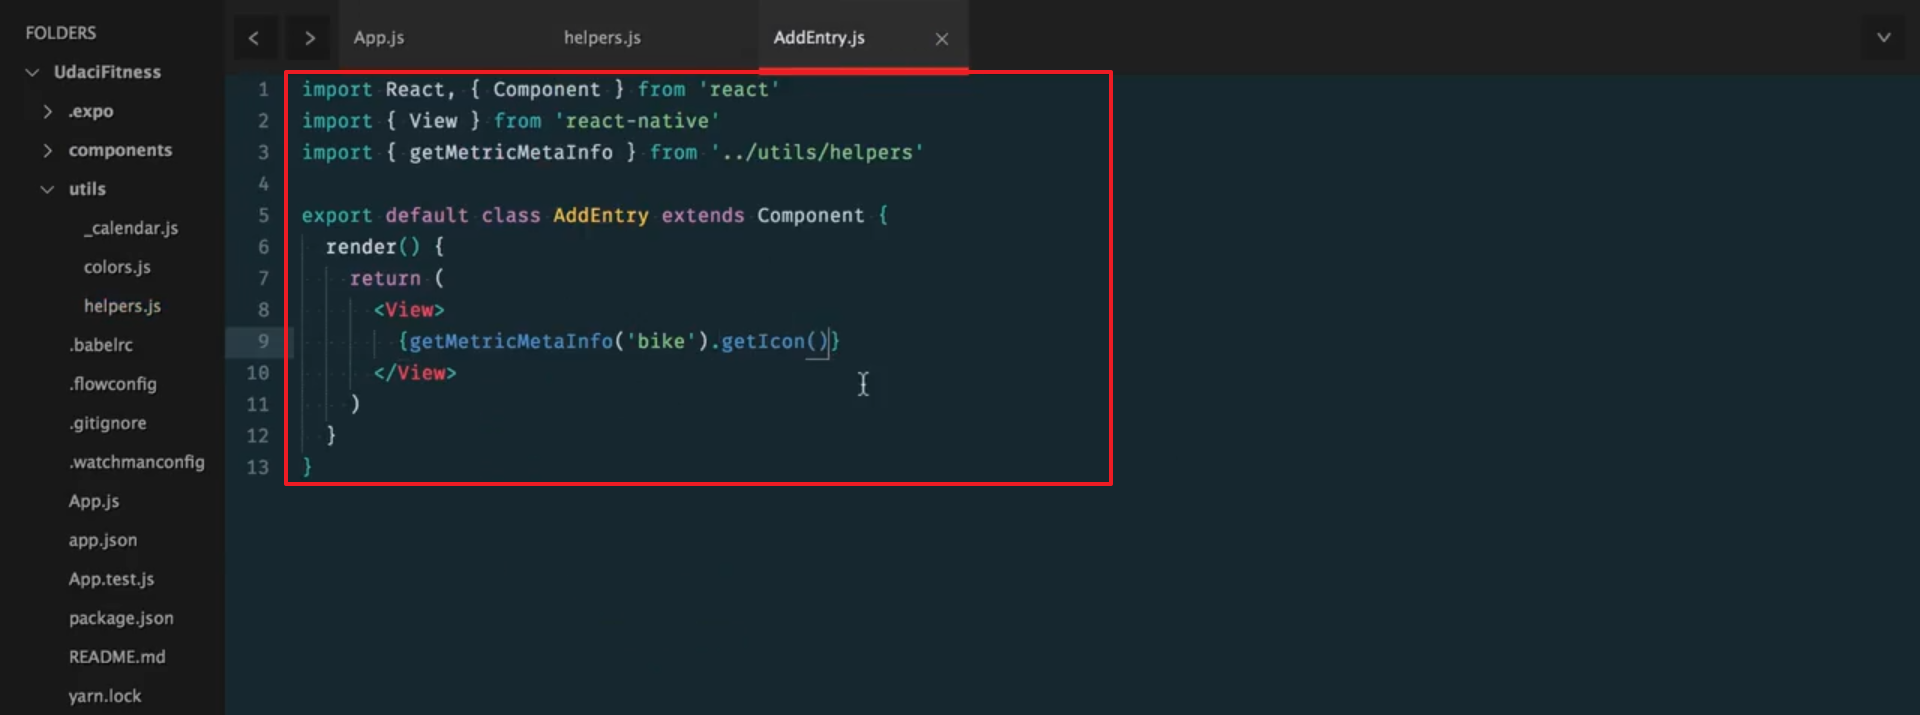 FOLDERS
UdaciFitness
.expo
components
utils
_calendar.js
colors.js
helpers.js
.babelrc
.flowconfig
.gitignore
.watchmanconfig
App.js
app.json
App.test.js
package.json
README.md
yarn.lock
App.js helpers.js AddEntry.js
1 import React, { Component } from 'react'
2 import { View } from 'react-native'
3 import { getMetricMetaInfo } from '../utils/helpers'
4
5 export default class AddEntry extends Component {
6 render() {
7 return (
8 <View>
9 {getMetricMetaInfo('bike').getIcon()}
10 </View>
11 )
12 }
13 }